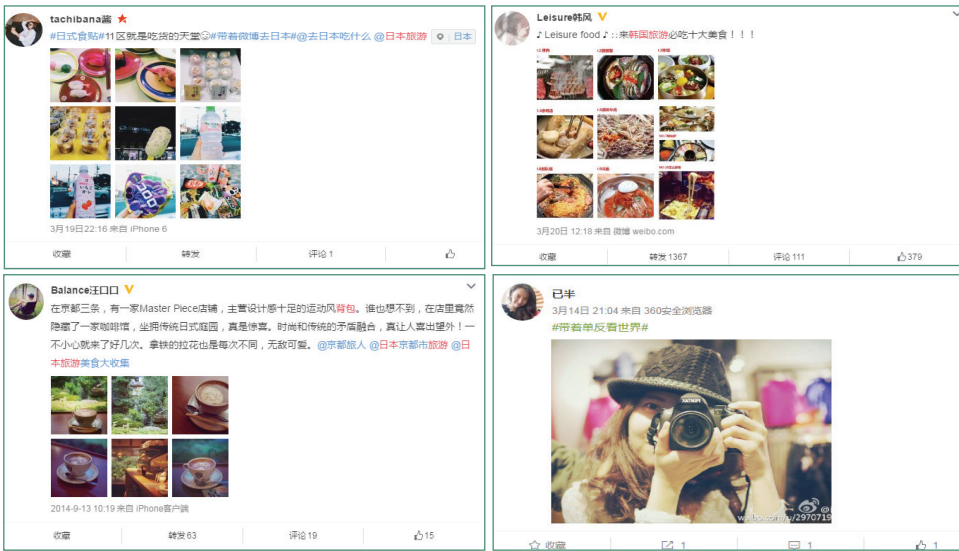 tachibana酱
#日式食贴#11区就是吃货的天堂#带着微博去日本#@去日本吃什么 @日本旅游 日本
3月19日22:16 来自 iPhone 6
收藏 转发 评论 1
Leisure韩风
♪ Leisure food ♪ ::来韩国旅游必吃十大美食！！！
3月20日 12:18 来自 微博 weibo.com
收藏 转发 1367 评论 111 379
Balance汪口口
在京都三条，有一家Master Piece店铺，主营设计感十足的运动风背包。谁也想不到，在店里竟然
隐藏了一家咖啡馆，坐拥传统日式庭园，真是惊喜。时尚和传统的矛盾融合，真让人喜出望外！一
不小心就来了好几次。拿铁的拉花也是每次不同，无敌可爱。@京都旅人 @日本京都市旅游 @日
本旅游美食大收集
2014-9-13 10:19 来自 iPhone客户端
收藏 转发 63 评论 19 15
已半
3月14日 21:04 来自 360安全浏览器
#带着单反看世界#
PENTAX
weibo.com/u/2970719
收藏 1 1 1